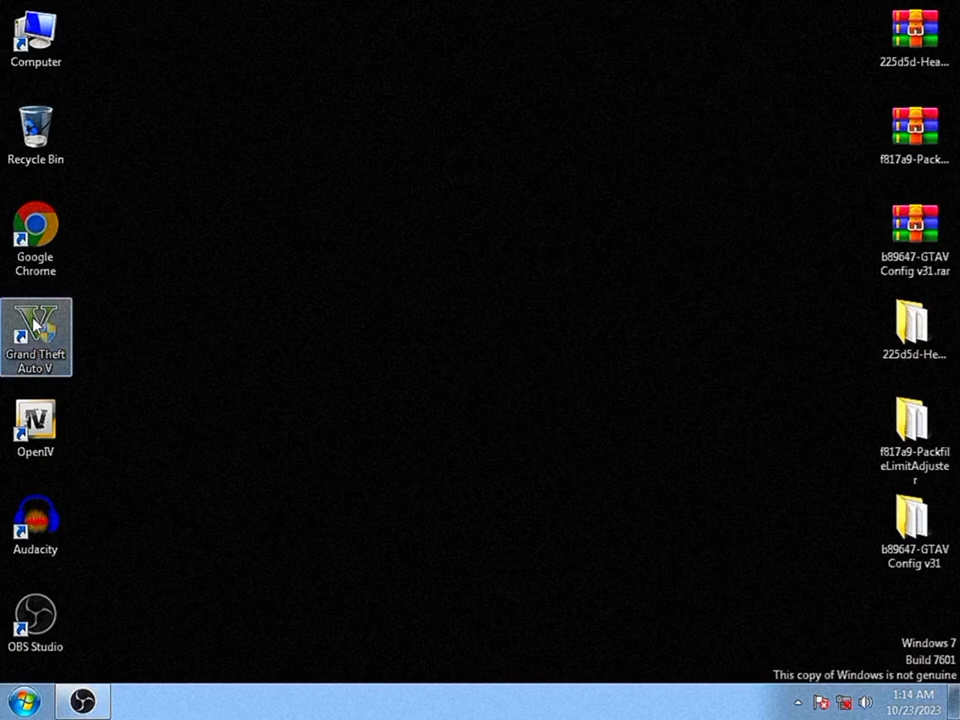 Computer
Recycle Bin
Google
Chrome
Grand Theft
Auto V
OpenIV
Audacity
OBS Studio
225d5d-Hea...
f817a9-Pack...
b89647-GTAV
Config v31.rar
225d5d-He...
f817a9-Packfil
eLimitAdjuste
r
b89647-GTAV
Config v31
Windows 7
Build 7601
This copy of Windows is not genuine
1:14 AM
10/23/2023